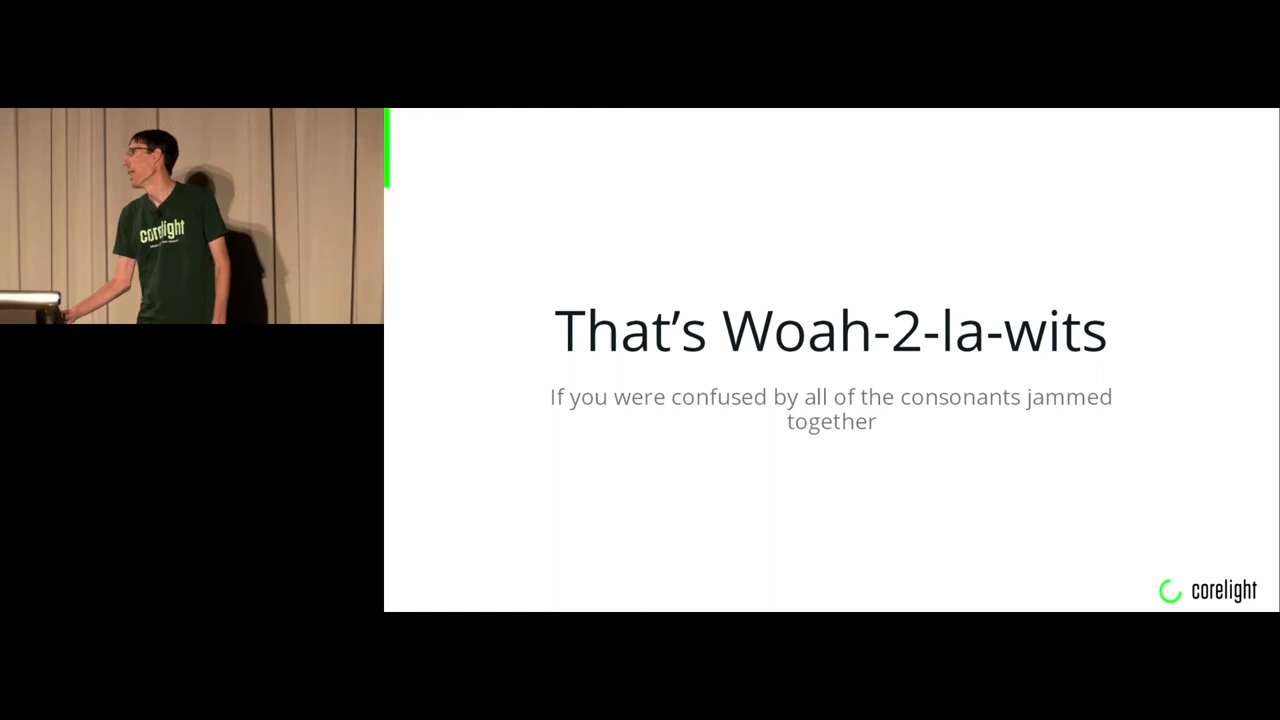 corelight
That’s Woah-2-la-wits
If you were confused by all of the consonants jammed
together
corelight